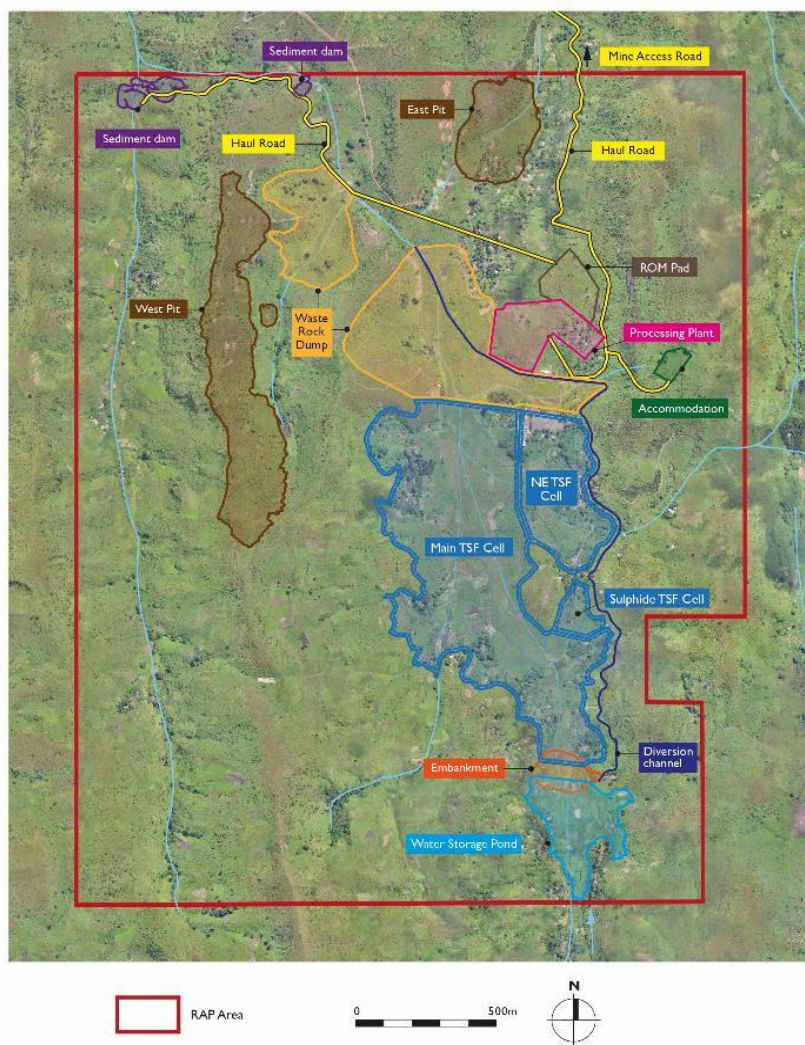 Sediment dam
Mine Access Road
East Pit
Sediment dam
Haul Road
Haul Road
ROM Pad
West Pit
Waste
Rock
Dump
Processing Plant
Accommodation
NE TSF
Cell
Main TSF Cell
Sulphide TSF Cell
Embankment
Diversion
channel
Water Storage Pond
RAP Area
0
500m
N